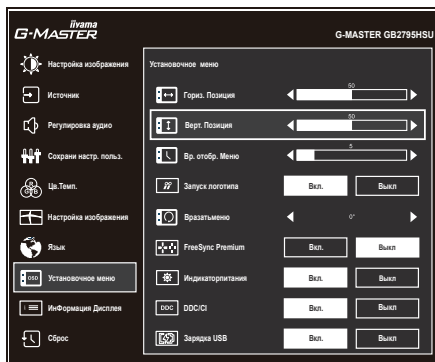 iiyama
G-MASTER
G-MASTER GB2795HSU
Настройка изображения
Источник
Регулировка аудио
Сохрани настр. польз.
R
G B
Цв.Темп.
Настройка изображения
Язык
OSD
Установочное меню
i
ИнФормация Дисплея
Сброс
Установочное меню
Гориз. Позиция
50
Верт. Позиция
50
Вр. отобр. Меню
5
Запуск логотипа
Вкл.
Выкл
Вразатьменю
0°
FreeSync Premium
Вкл.
Выкл
Индикаторпитания
Вкл.
Выкл
DDC
DDC/CI
Вкл.
Выкл
Зарядка USB
Вкл.
Выкл